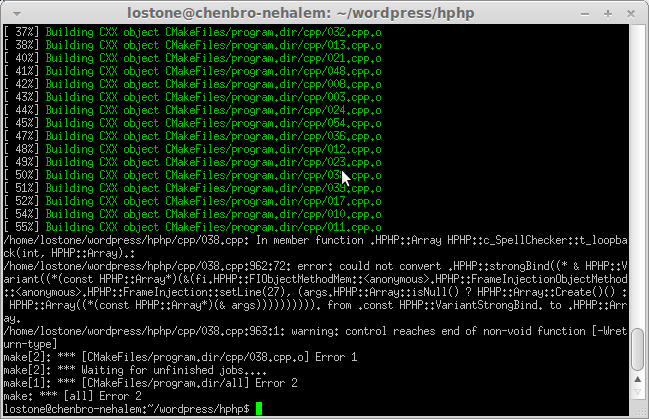 lostone@chenbro-nehalem: ~/wordpress/hphp
[ 37%] Building CXX object CMakeFiles/program.dir/cpp/032.cpp.o
[ 38%] Building CXX object CMakeFiles/program.dir/cpp/013.cpp.o
[ 40%] Building CXX object CMakeFiles/program.dir/cpp/021.cpp.o
[ 41%] Building CXX object CMakeFiles/program.dir/cpp/048.cpp.o
[ 42%] Building CXX object CMakeFiles/program.dir/cpp/008.cpp.o
[ 43%] Building CXX object CMakeFiles/program.dir/cpp/003.cpp.o
[ 44%] Building CXX object CMakeFiles/program.dir/cpp/024.cpp.o
[ 45%] Building CXX object CMakeFiles/program.dir/cpp/054.cpp.o
[ 47%] Building CXX object CMakeFiles/program.dir/cpp/036.cpp.o
[ 48%] Building CXX object CMakeFiles/program.dir/cpp/012.cpp.o
[ 49%] Building CXX object CMakeFiles/program.dir/cpp/023.cpp.o
[ 50%] Building CXX object
[ 51%] Building CXX object CMakeFiles/program.dir/cpp/039.cpp.o
[ 52%] Building CXX object CMakeFiles/program.dir/cpp/017.cpp.o
[ 54%] Building CXX object CMakeFiles/program.dir/cpp/010.cpp.o
[ 55%] Building CXX object CMakeFiles/program.dir/cpp/011.cpp.o
/home/lostone/wordpress/hphp/cpp/038.cpp: In member function .HPHP::Array HPHP::c_SpellChecker::t_loopba
ck(int, HPHP::Array).:
/home/lostone/wordpress/hphp/cpp/038.cpp:962:72: error: could not convert .HPHP::strongBind((* & HPHP::V
ariant((*(const HPHP::Array*)(&(fi.HPHP::FIObjectMethodMem::<anonymous>.HPHP::FrameInjectionObjectMethod
::<anonymous>.HPHP::FrameInjection::setLine(27), (args.HPHP::Array::isNull() ? HPHP::Array::Create()() :
 HPHP::Array((*(const HPHP::Array*)(& args)))))))))). from .const HPHP::VariantStrongBind. to .HPHP::Arr
ay.
/home/lostone/wordpress/hphp/cpp/038.cpp:963:1: warning: control reaches end of non-void function [-Wret
urn-type]
make[2]: *** [CMakeFiles/program.dir/cpp/038.cpp.o] Error 1
make[2]: *** Waiting for unfinished jobs....
make[1]: *** [CMakeFiles/program.dir/all] Error 2
make: *** [all] Error 2
lostone@chenbro-nehalem:~/wordpress/hphp$